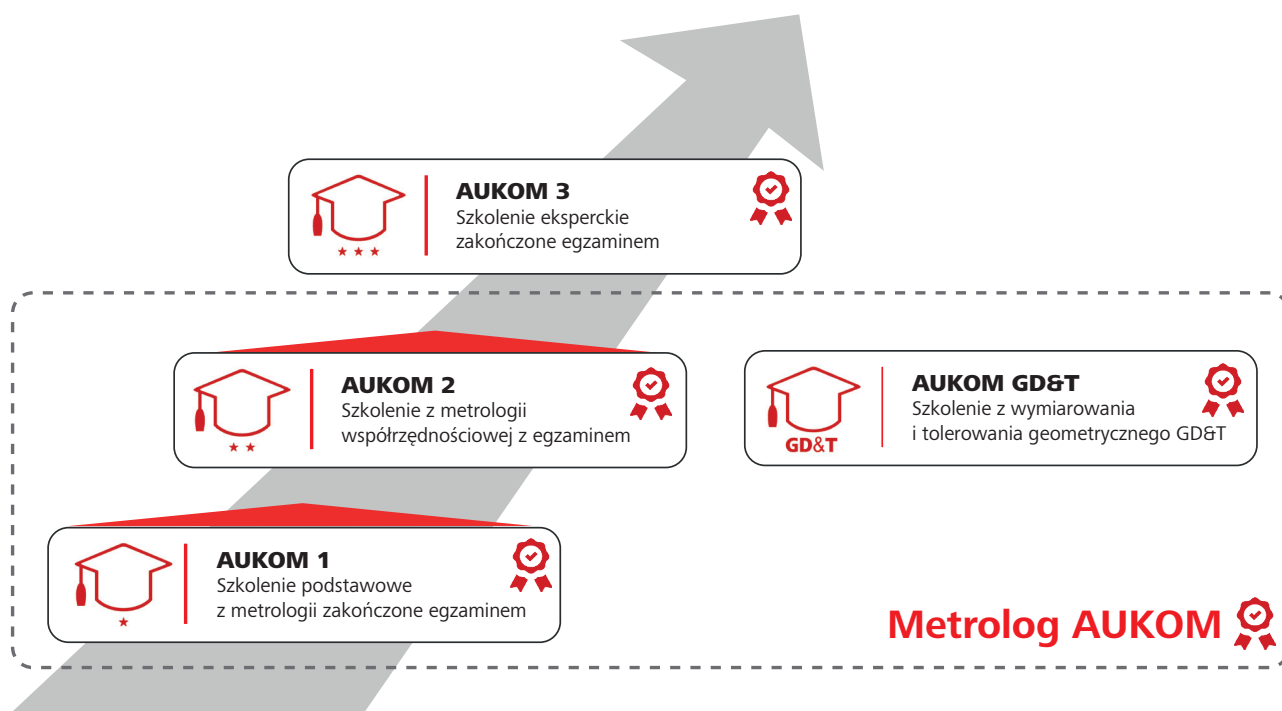 AUKOM 3
Szkolenie eksperckie
zakończone egzaminem
AUKOM 2
Szkolenie z metrologii
współrzędnościowej z egzaminem
GD&T
AUKOM GD&T
Szkolenie z wymiarowania
i tolerowania geometrycznego GD&T
AUKOM 1
Szkolenie podstawowe
z metrologii zakończone egzaminem
Metrolog AUKOM